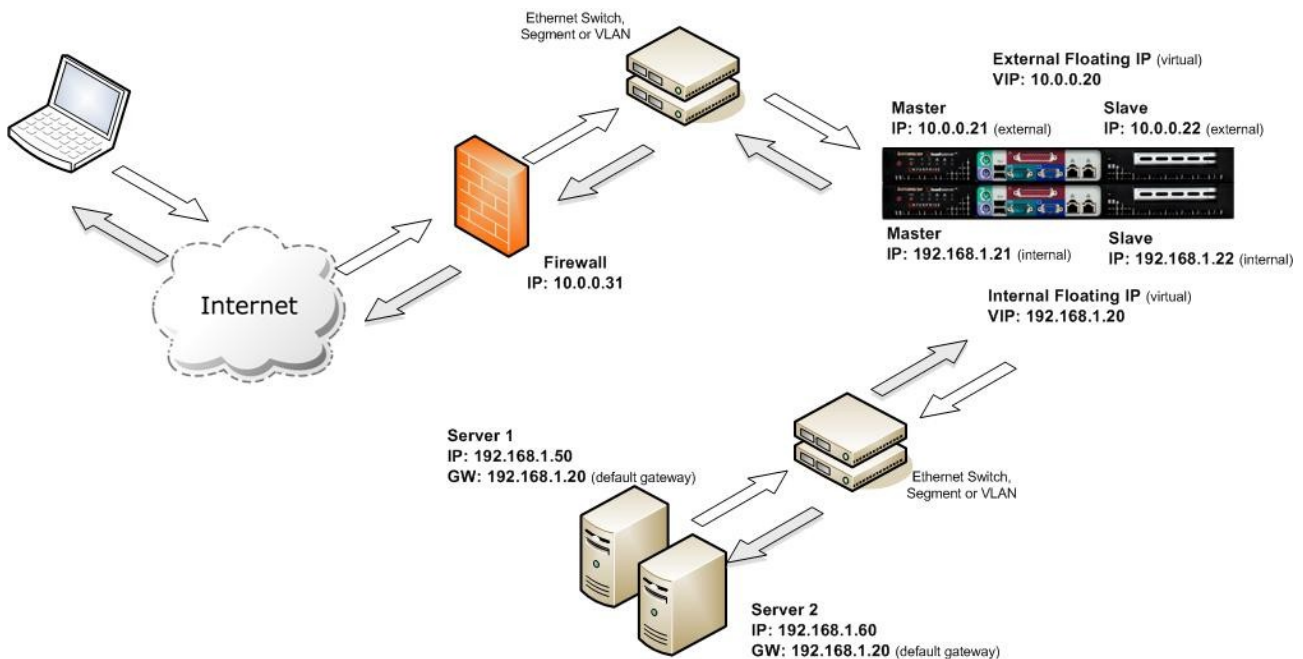 Ethernet Switch,
Segment or VLAN
External Floating IP (virtual)
VIP: 10.0.0.20
Master
IP: 10.0.0.21 (external)
Slave
IP: 10.0.0.22 (external)
Master
IP: 192.168.1.21 (internal)
Slave
IP: 192.168.1.22 (internal)
Firewall
IP: 10.0.0.31
Internet
Internal Floating IP (virtual)
VIP: 192.168.1.20
Server 1
IP: 192.168.1.50
GW: 192.168.1.20 (default gateway)
Ethernet Switch,
Segment or VLAN
Server 2
IP: 192.168.1.60
GW: 192.168.1.20 (default gateway)